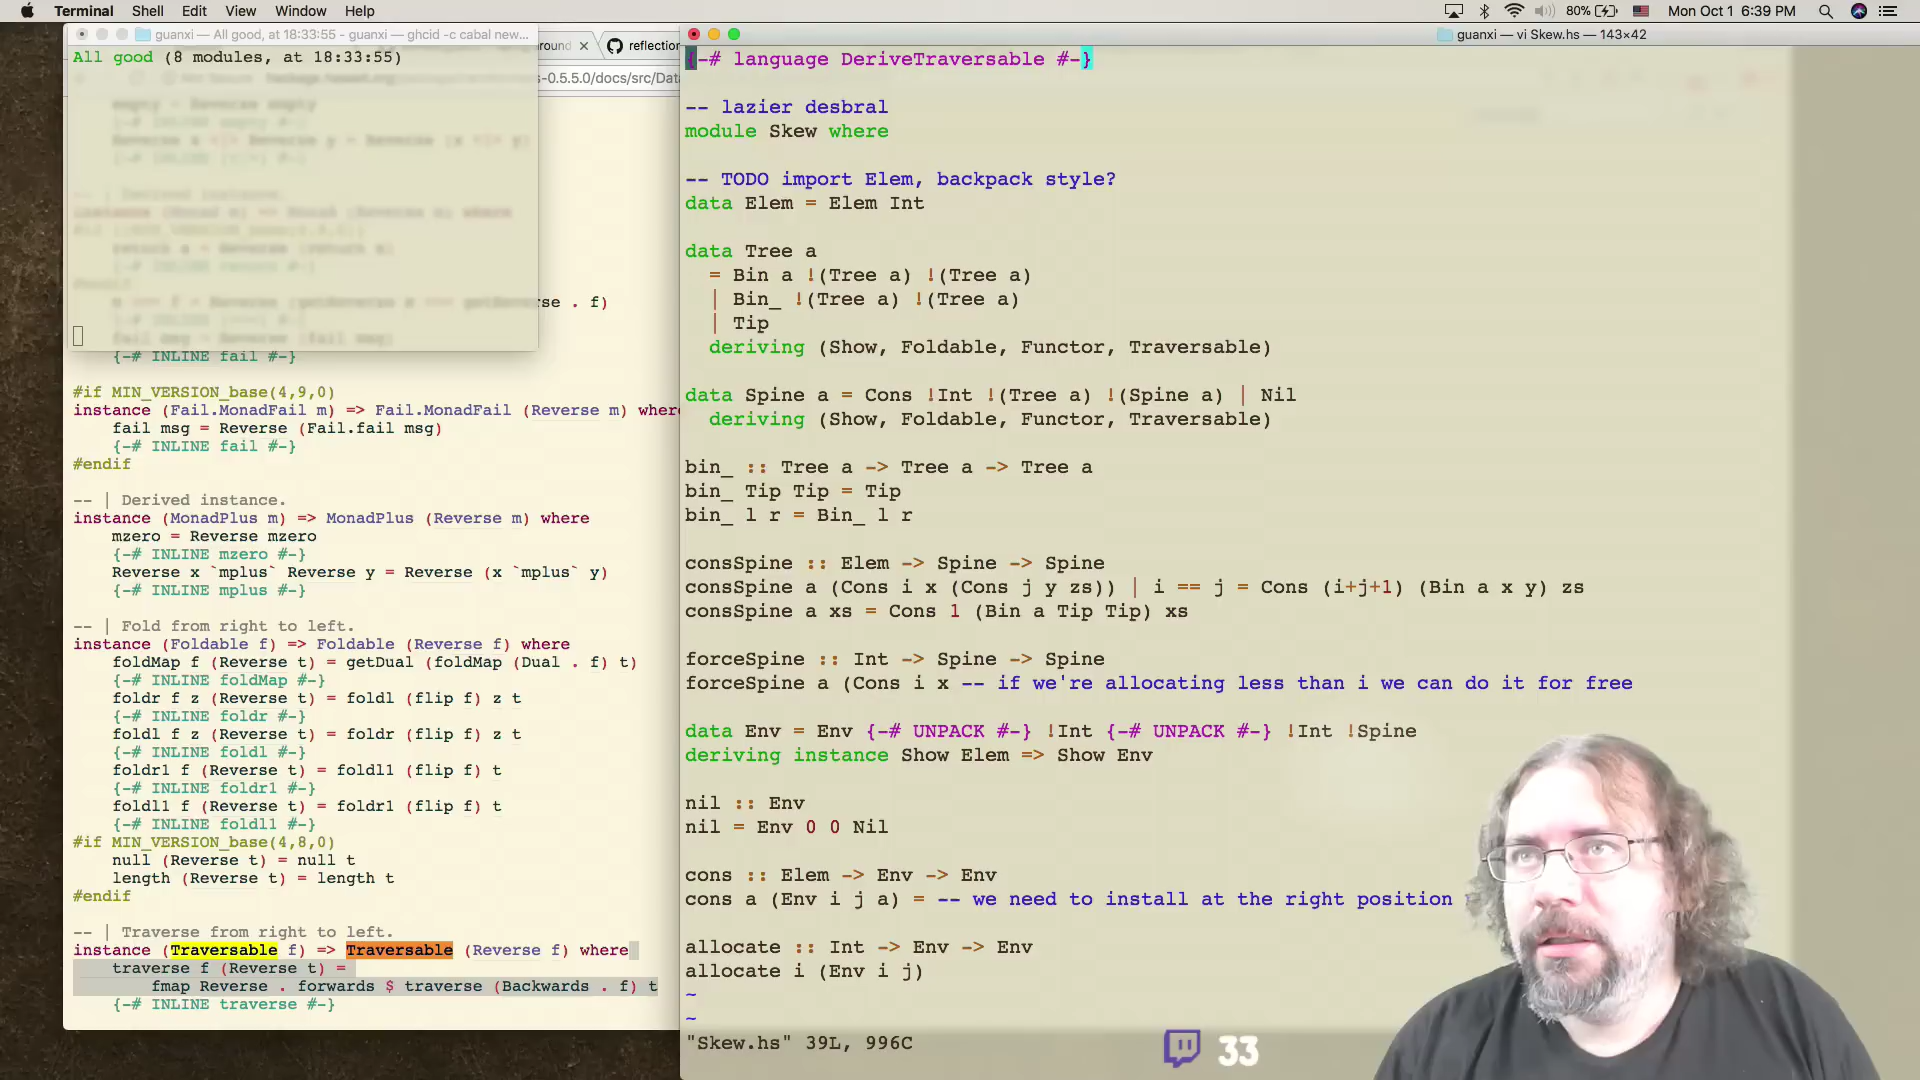 Terminal Shell Edit View Window Help
80% Mon Oct 1 6:39 PM
guanxi — All good, at 18:33:55 - guanxi — ghcid -c cabal new...
All good (8 modules, at 18:33:55)
round
reflection
-0.5.5.0/docs/src/Data
{-# INLINE fail #-}
#if MIN_VERSION_base(4,9,0)
instance (Fail.MonadFail m) => Fail.MonadFail (Reverse m) where
fail msg = Reverse (Fail.fail msg)
{-# INLINE fail #-}
#endif
-- | Derived instance.
instance (MonadPlus m) => MonadPlus (Reverse m) where
mzero = Reverse mzero
{-# INLINE mzero #-}
Reverse x `mplus` Reverse y = Reverse (x `mplus` y)
{-# INLINE mplus #-}
-- | Fold from right to left.
instance (Foldable f) => Foldable (Reverse f) where
foldMap f (Reverse t) = getDual (foldMap (Dual . f) t)
{-# INLINE foldMap #-}
foldr f z (Reverse t) = foldl (flip f) z t
{-# INLINE foldr #-}
foldl f z (Reverse t) = foldr (flip f) z t
{-# INLINE foldl #-}
foldr1 f (Reverse t) = foldl1 (flip f) t
{-# INLINE foldr1 #-}
foldl1 f (Reverse t) = foldr1 (flip f) t
{-# INLINE foldl1 #-}
#if MIN_VERSION_base(4,8,0)
null (Reverse t) = null t
length (Reverse t) = length t
#endif
-- | Traverse from right to left.
instance (Traversable f) => Traversable (Reverse f) where
traverse f (Reverse t) =
fmap Reverse . forwards $ traverse (Backwards . f) t
{-# INLINE traverse #-}
guanxi — vi Skew.hs — 143×42
{-# language DeriveTraversable #-}
-- lazier desbral
module Skew where
-- TODO import Elem, backpack style?
data Elem = Elem Int
data Tree a
= Bin a !(Tree a) !(Tree a)
| Bin_ !(Tree a) !(Tree a)
| Tip
deriving (Show, Foldable, Functor, Traversable)
data Spine a = Cons !Int !(Tree a) !(Spine a) | Nil
deriving (Show, Foldable, Functor, Traversable)
bin_ :: Tree a -> Tree a -> Tree a
bin_ Tip Tip = Tip
bin_ l r = Bin_ l r
consSpine :: Elem -> Spine -> Spine
consSpine a (Cons i x (Cons j y zs)) | i == j = Cons (i+j+1) (Bin a x y) zs
consSpine a xs = Cons 1 (Bin a Tip Tip) xs
forceSpine :: Int -> Spine -> Spine
forceSpine a (Cons i x -- if we're allocating less than i we can do it for free
data Env = Env {-# UNPACK #-} !Int {-# UNPACK #-} !Int !Spine
deriving instance Show Elem => Show Env
nil :: Env
nil = Env 0 0 Nil
cons :: Elem -> Env -> Env
cons a (Env i j a) = -- we need to install at the right position
allocate :: Int -> Env -> Env
allocate i (Env i j)
~
~
"Skew.hs" 39L, 996C
33